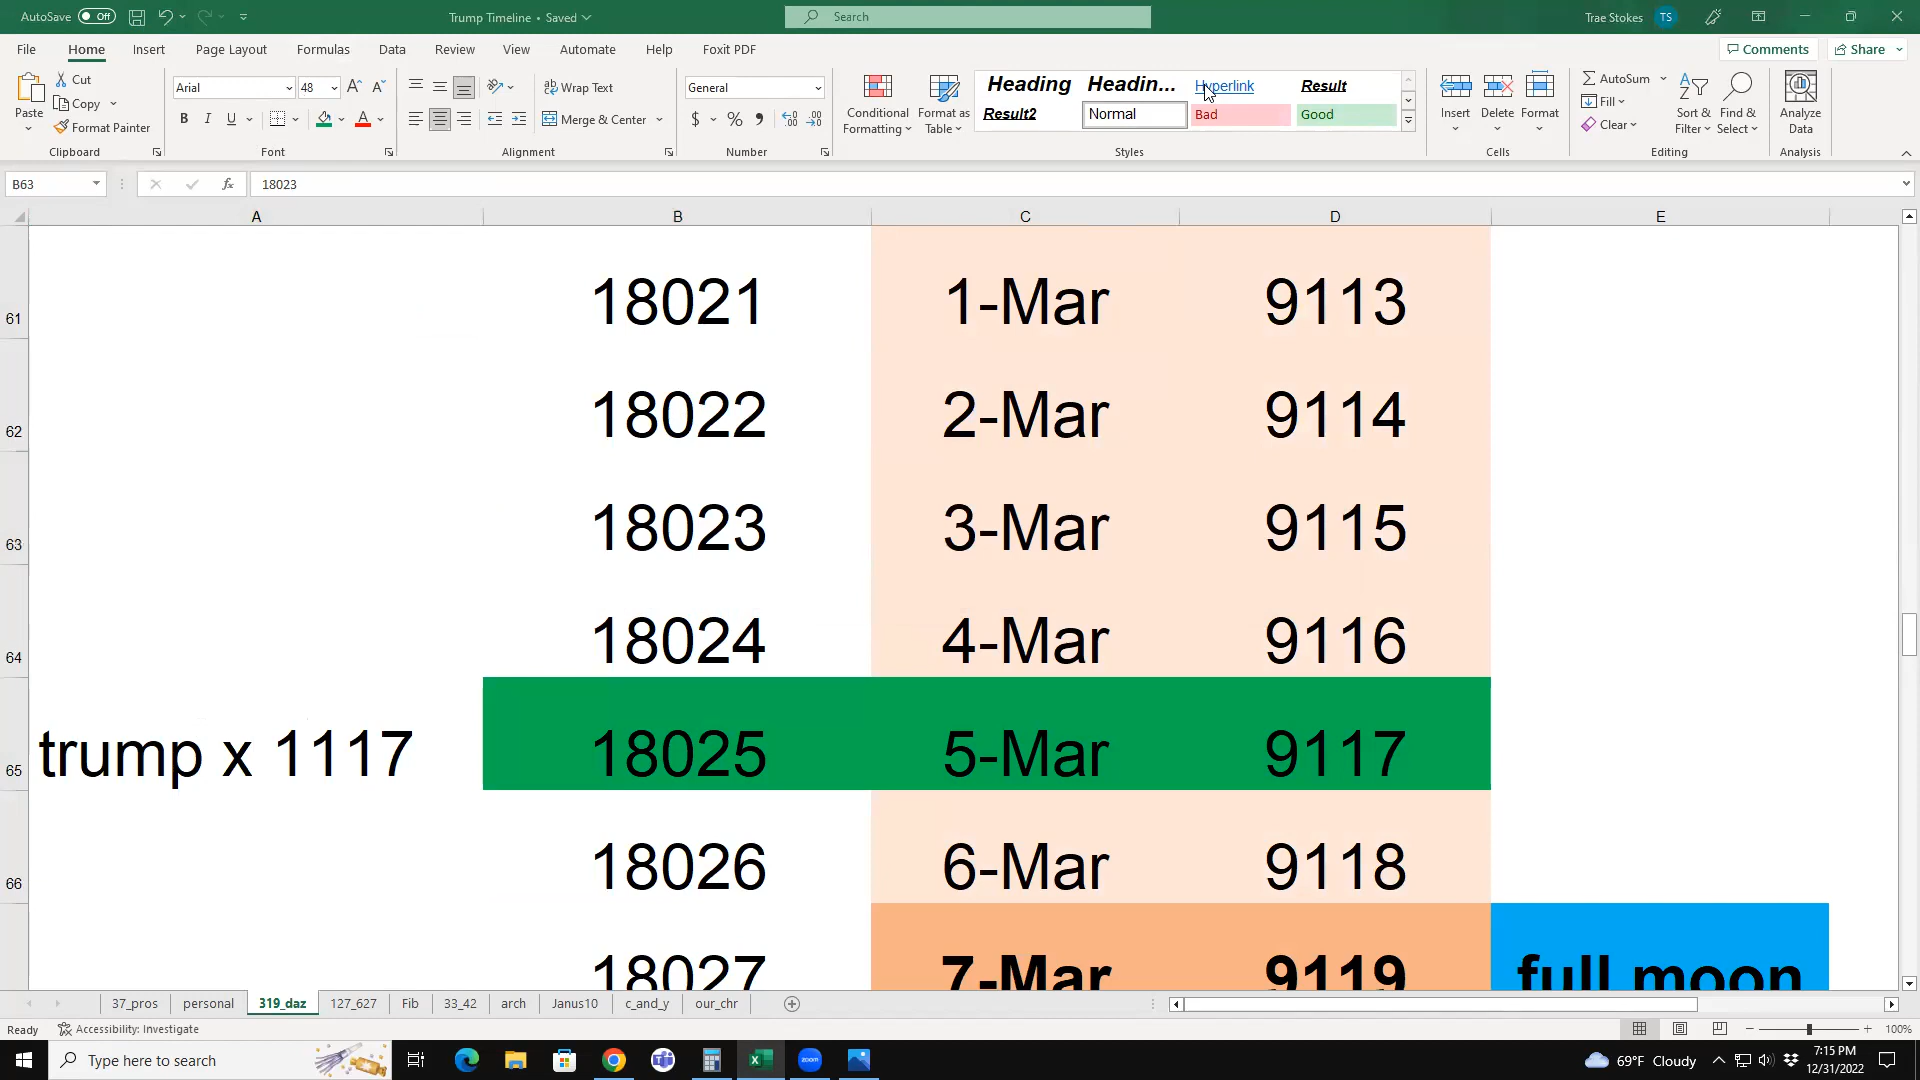 AutoSave Off Trump Timeline • Saved Search Trae Stokes TS
File Home Insert Page Layout Formulas Data Review View Automate Help Foxit PDF Comments Share
Paste Cut Copy Format Painter Clipboard
Arial 48 A A B I U A Font
Wrap Text Merge & Center Alignment
General $ % 9 Number
Conditional Formatting Format as Table
Heading Headin... Hyperlink Result
Result2 Normal Bad Good
Styles
Insert Delete Format Cells
AutoSum Fill Clear Sort & Filter Find & Select Editing
Analyze Data Analysis
B63 fx 18023
A B C D E
61 18021 1-Mar 9113
62 18022 2-Mar 9114
63 18023 3-Mar 9115
64 18024 4-Mar 9116
65 trump x 1117 18025 5-Mar 9117
66 18026 6-Mar 9118
18027 7-Mar 9119 full moon
37_pros personal 319_daz 127_627 Fib 33_42 arch Janus10 c_and_y our_chr
Ready Accessibility: Investigate 100%
Type here to search zoom 69°F Cloudy 7:15 PM
12/31/2022